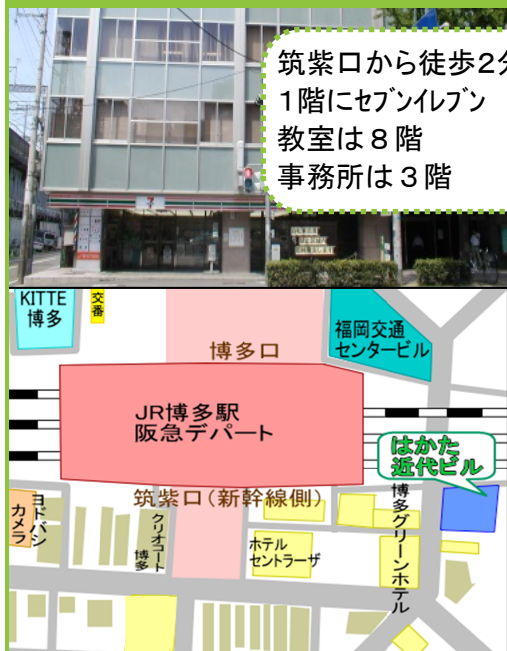 筑紫口から徒歩2分
1階にセブンイレブン
教室は8階
事務所は3階
KITTE
博多
交番
福岡交通
センタービル
博多口
JR博多駅
阪急デパート
はかた
近代ビル
筑紫口(新幹線側)
ヨドバシ
カメラ
クリオコート
博多
ホテル
セントラーザ
博多グリーンホテル